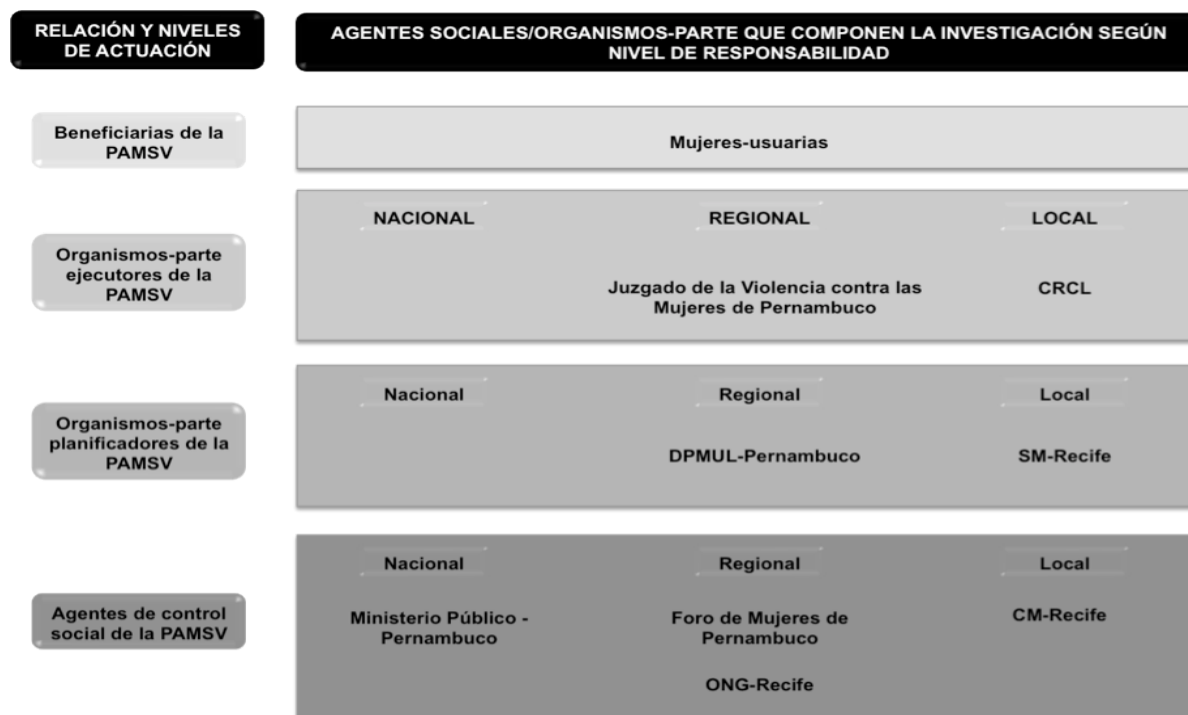 RELACIÓN Y NIVELES
DE ACTUACIÓN
AGENTES SOCIALES/ORGANISMOS-PARTE QUE COMPONEN LA INVESTIGACIÓN SEGÚN
NIVEL DE RESPONSABILIDAD
Beneficiarias de la
PAMSV
Mujeres-usuarias
Organismos-parte
ejecutores de la
PAMSV
NACIONAL
REGIONAL
LOCAL
Juzgado de la Violencia contra las
Mujeres de Pernambuco
CRCL
Organismos-parte
planificadores de la
PAMSV
Nacional
Regional
Local
DPMUL-Pernambuco
SM-Recife
Agentes de control
social de la PAMSV
Nacional
Regional
Local
Ministerio Público -
Pernambuco
Foro de Mujeres de
Pernambuco
CM-Recife
ONG-Recife